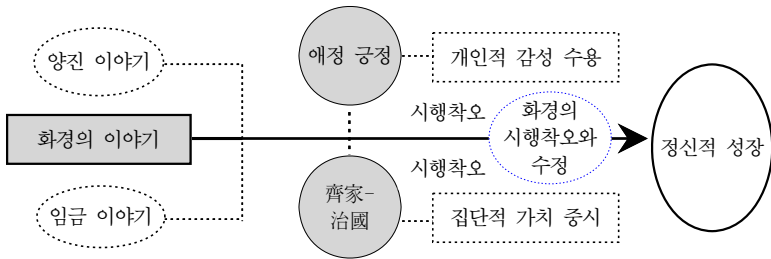 양진 이야기
애정 긍정
개인적 감성 수용
화경의 이야기
시행착오
화경의
시행착오와
수정
시행착오
정신적 성장
임금 이야기
齊家-
治國
집단적 가치 중시